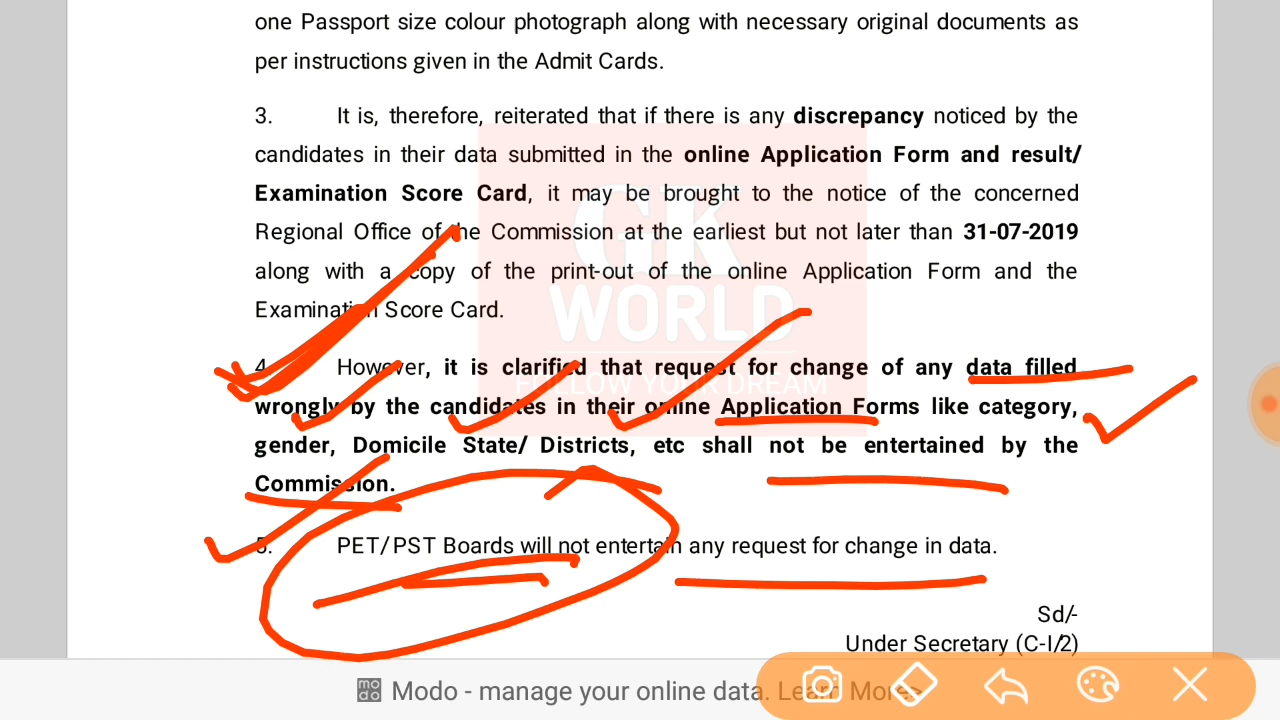 one Passport size colour photograph along with necessary original documents as
per instructions given in the Admit Cards.
3. It is, therefore, reiterated that if there is any discrepancy noticed by the
candidates in their data submitted in the online Application Form and result/
Examination Score Card, it may be brought to the notice of the concerned
Regional Office of the Commission at the earliest but not later than 31-07-2019
along with a copy of the print-out of the online Application Form and the
Examination Score Card.
GK
WORLD
FOLLOW YOUR DREAM
4. However, it is clarified that request for change of any data filled
wrongly by the candidates in their online Application Forms like category,
gender, Domicile State/ Districts, etc shall not be entertained by the
Commission.
5. PET/PST Boards will not entertain any request for change in data.
Sd/-
Under Secretary (C-I/2)
modo Modo - manage your online data. Learn More>